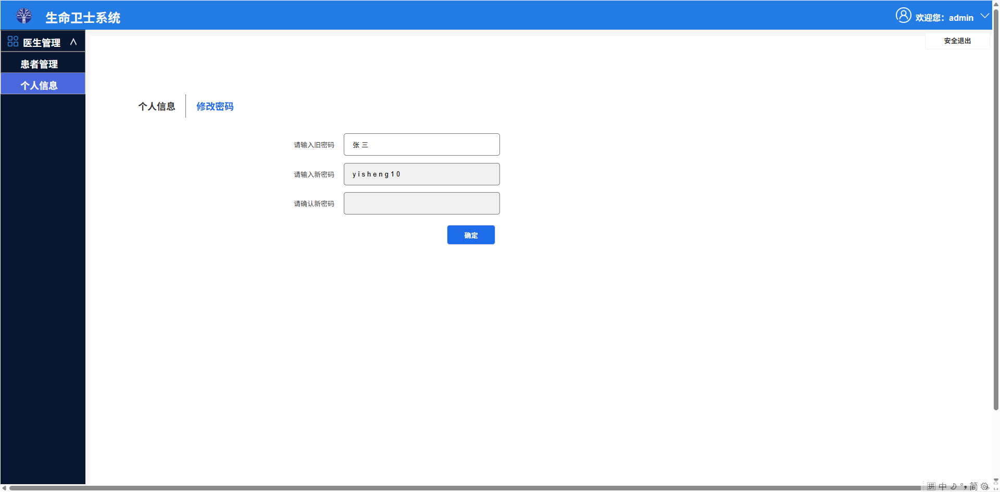 生命卫士系统
欢迎您：admin
医生管理
安全退出
患者管理
个人信息
个人信息
修改密码
请输入旧密码
张三
请输入新密码
yisheng10
请确认新密码
确定
拼 中 简